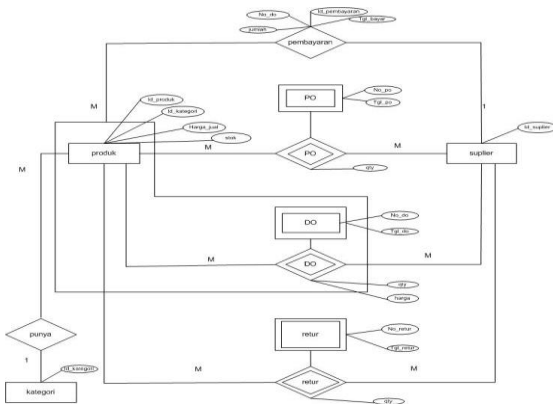 No_do
Id_pembayaran
Tgl_bayar
jumlah
pembayaran
M
1
PO
No_po
Tgl_po
Id_produk
Id_kategori
Harga_jual
stok
produk
M
PO
M
suplier
Id_suplier
qty
M
DO
No_do
Tgl_do
M
DO
M
qty
harga
punya
1
retur
No_retur
Tgl_retur
Id_kategori
kategori
M
retur
M
qty